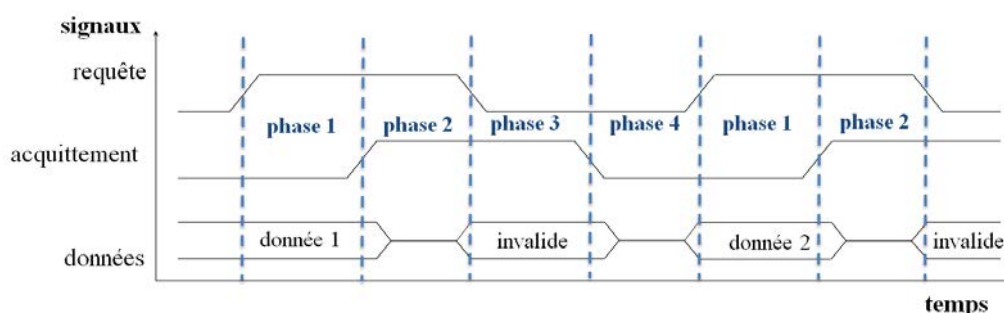 signaux
requête
phase 1 phase 2 phase 3 phase 4 phase 1 phase 2
acquittement
donnée 1 invalide donnée 2 invalide
données
temps